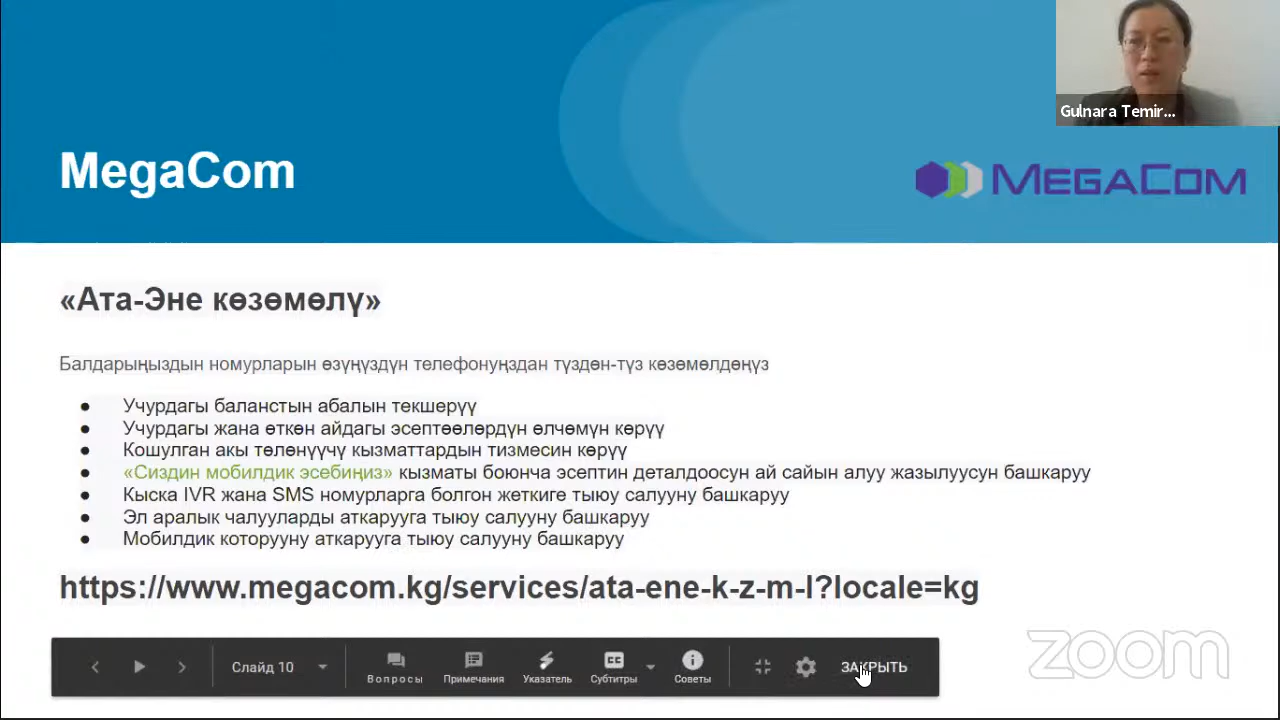 Gulnara Temir...
MegaCom
MEGACOM
«Ата-Эне көзөмөлү»
Балдарыңыздын номурларын өзүңүздүн телефонуңздан түздөн-түз көзөмөлдөңүз
● Учурдагы баланстын абалын текшерүү
● Учурдагы жана өткөн айдагы эсептөөлөрдүн өлчөмүн көрүү
● Кошулган акы төлөнүүчү кызматтардын тизмесин көрүү
● «Сиздин мобилдик эсебиңиз» кызматы боюнча эсептин деталдоосун ай сайын алуу жазылуусун башкаруу
● Кыска IVR жана SMS номурларга болгон жеткиге тыюу салууну башкаруу
● Эл аралык чалууларды аткарууга тыюу салууну башкаруу
● Мобилдик которууну аткарууга тыюу салууну башкаруу
https://www.megacom.kg/services/ata-ene-k-z-m-l?locale=kg
zoom
Слайд 10
Вопросы
Примечания
Указатель
Субтитры
Советы
ЗАКРЫТЬ